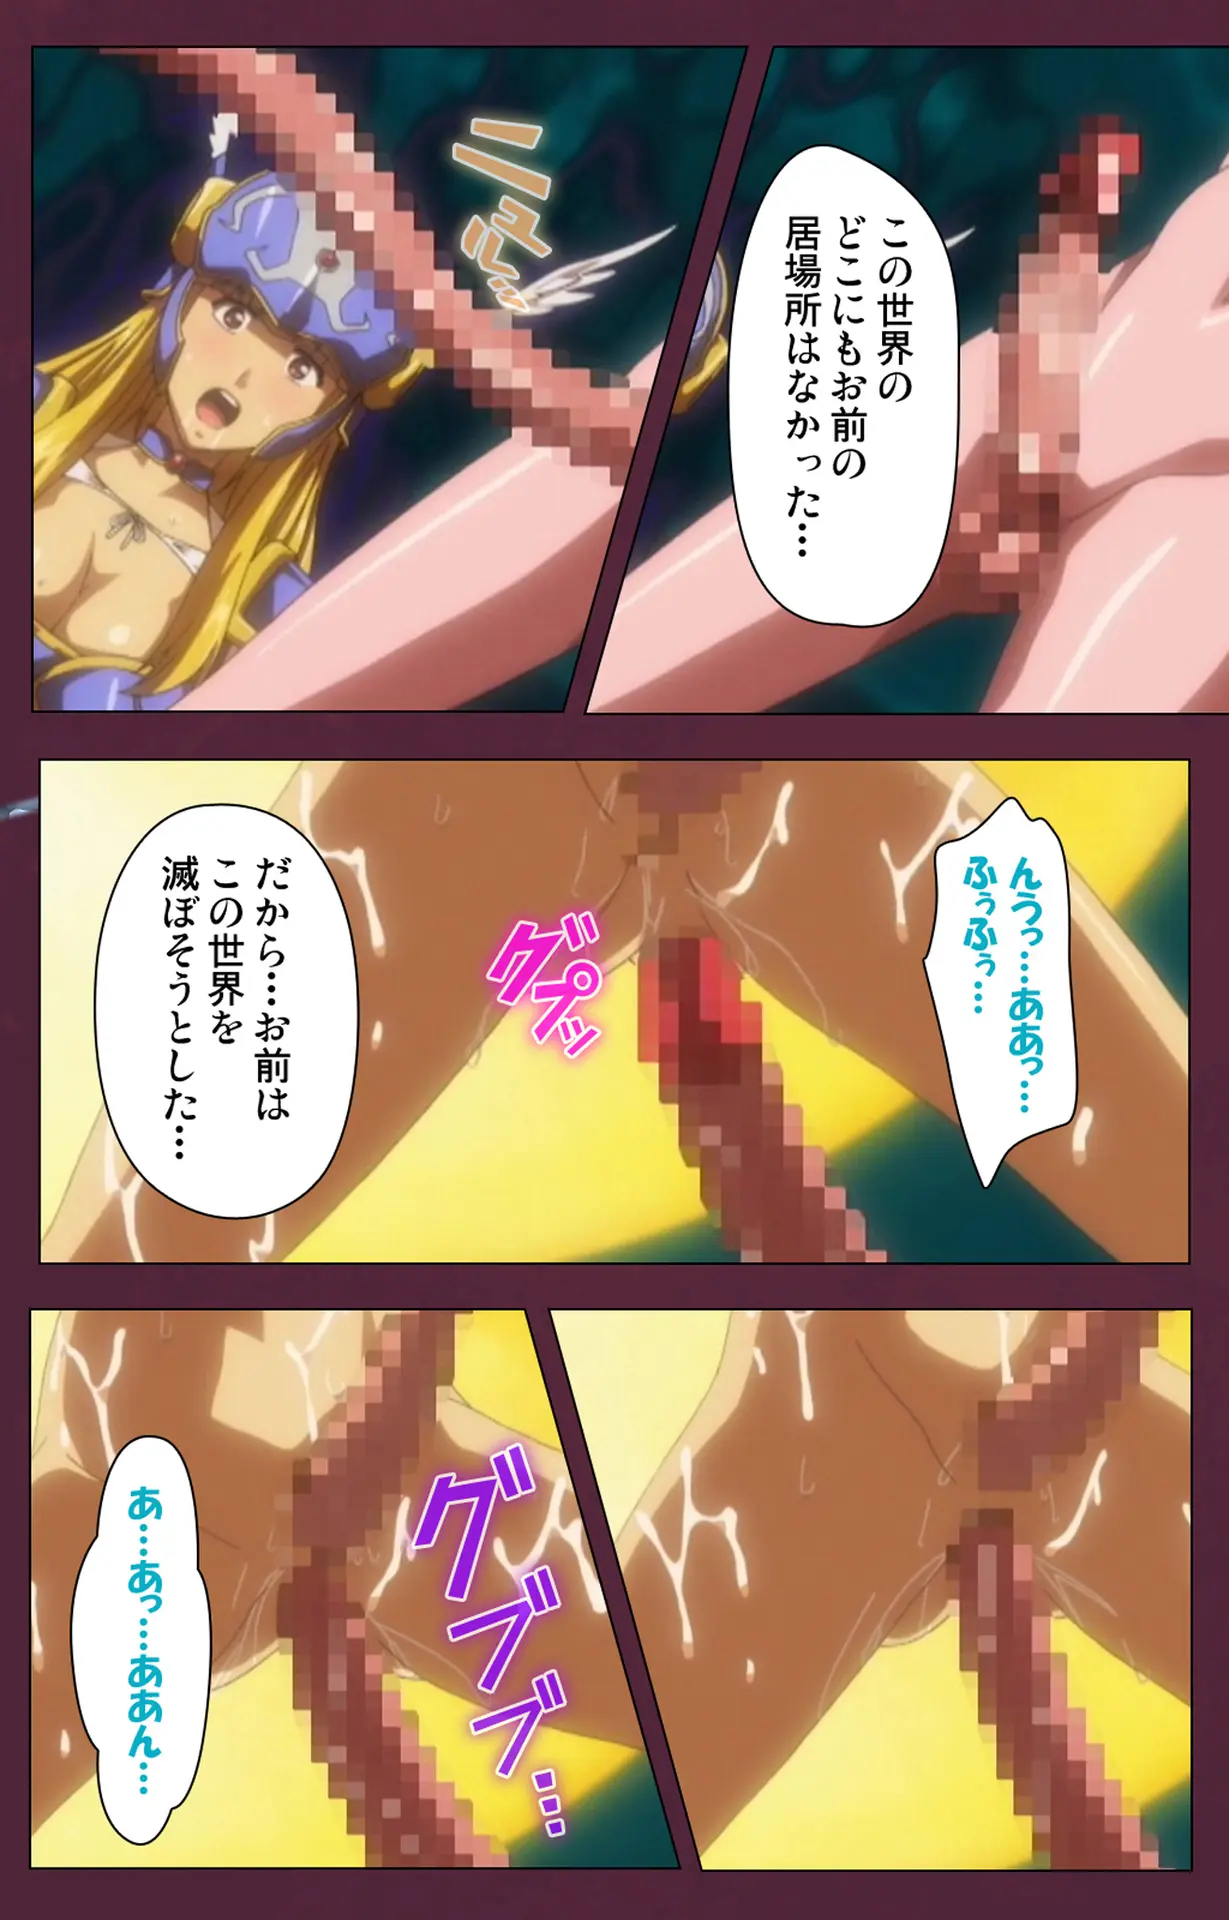 この世界の
どこにもお前の
居場所はなかった…
ニュルル…
んうっ…ああっ…
ふぅふぅ…
グプッ
だから…お前は
この世界を
滅ぼそうとした…
グブブ…
あ…あっ…ああん…